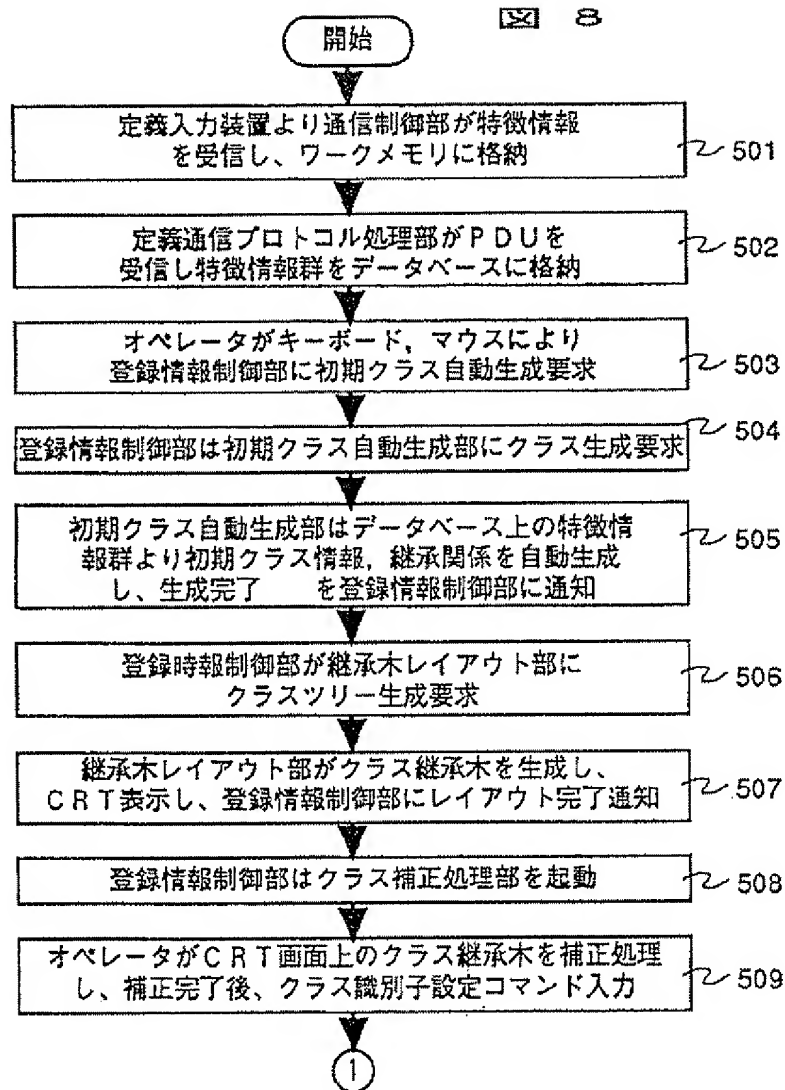 図 8
開始
定義入力装置より通信制御部が特徴情報
を受信し、ワークメモリに格納
501
定義通信プロトコル処理部がPDUを
受信し特徴情報群をデータベースに格納
502
オペレータがキーボード，マウスにより
登録情報制御部に初期クラス自動生成要求
503
登録情報制御部は初期クラス自動生成部にクラス生成要求
504
初期クラス自動生成部はデータベース上の特徴情
報群より初期クラス情報，継承関係を自動生成
し、生成完了 を登録情報制御部に通知
505
登録時報制御部が継承木レイアウト部に
クラスツリー生成要求
506
継承木レイアウト部がクラス継承木を生成し、
CRT表示し、登録情報制御部にレイアウト完了通知
507
登録情報制御部はクラス補正処理部を起動
508
オペレータがCRT画面上のクラス継承木を補正処理
し、補正完了後、クラス識別子設定コマンド入力
509
1